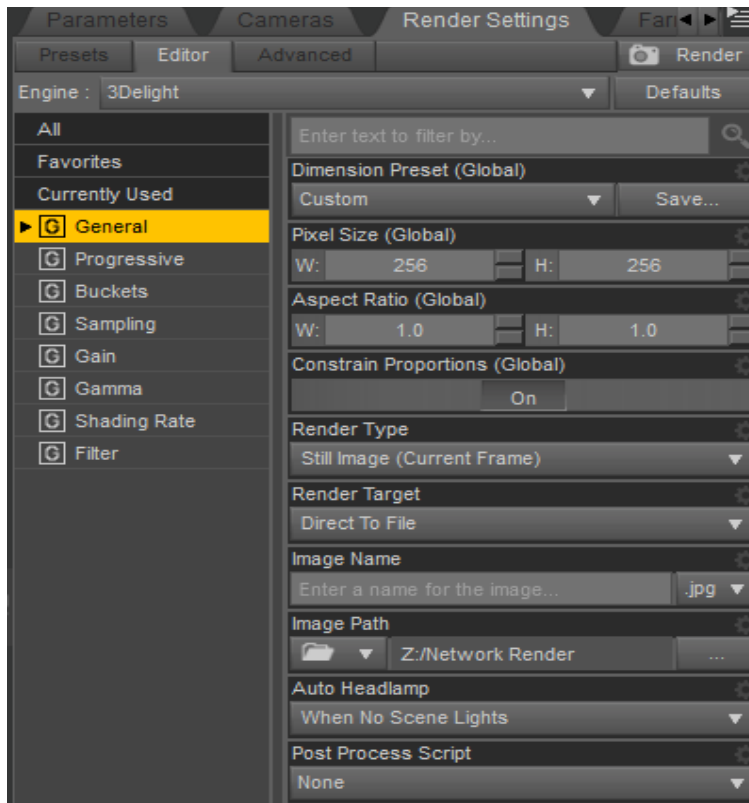 Parameters Cameras Render Settings
Presets Editor Advanced Render
Engine : 3Delight Defaults
All
Favorites
Currently Used
G General
G Progressive
G Buckets
G Sampling
G Gain
G Gamma
G Shading Rate
G Filter
Enter text to filter by...
Dimension Preset (Global)
Custom Save...
Pixel Size (Global)
W: 256 H: 256
Aspect Ratio (Global)
W: 1.0 H: 1.0
Constrain Proportions (Global)
On
Render Type
Still Image (Current Frame)
Render Target
Direct To File
Image Name
Enter a name for the image... .jpg
Image Path
Z:/Network Render ...
Auto Headlamp
When No Scene Lights
Post Process Script
None